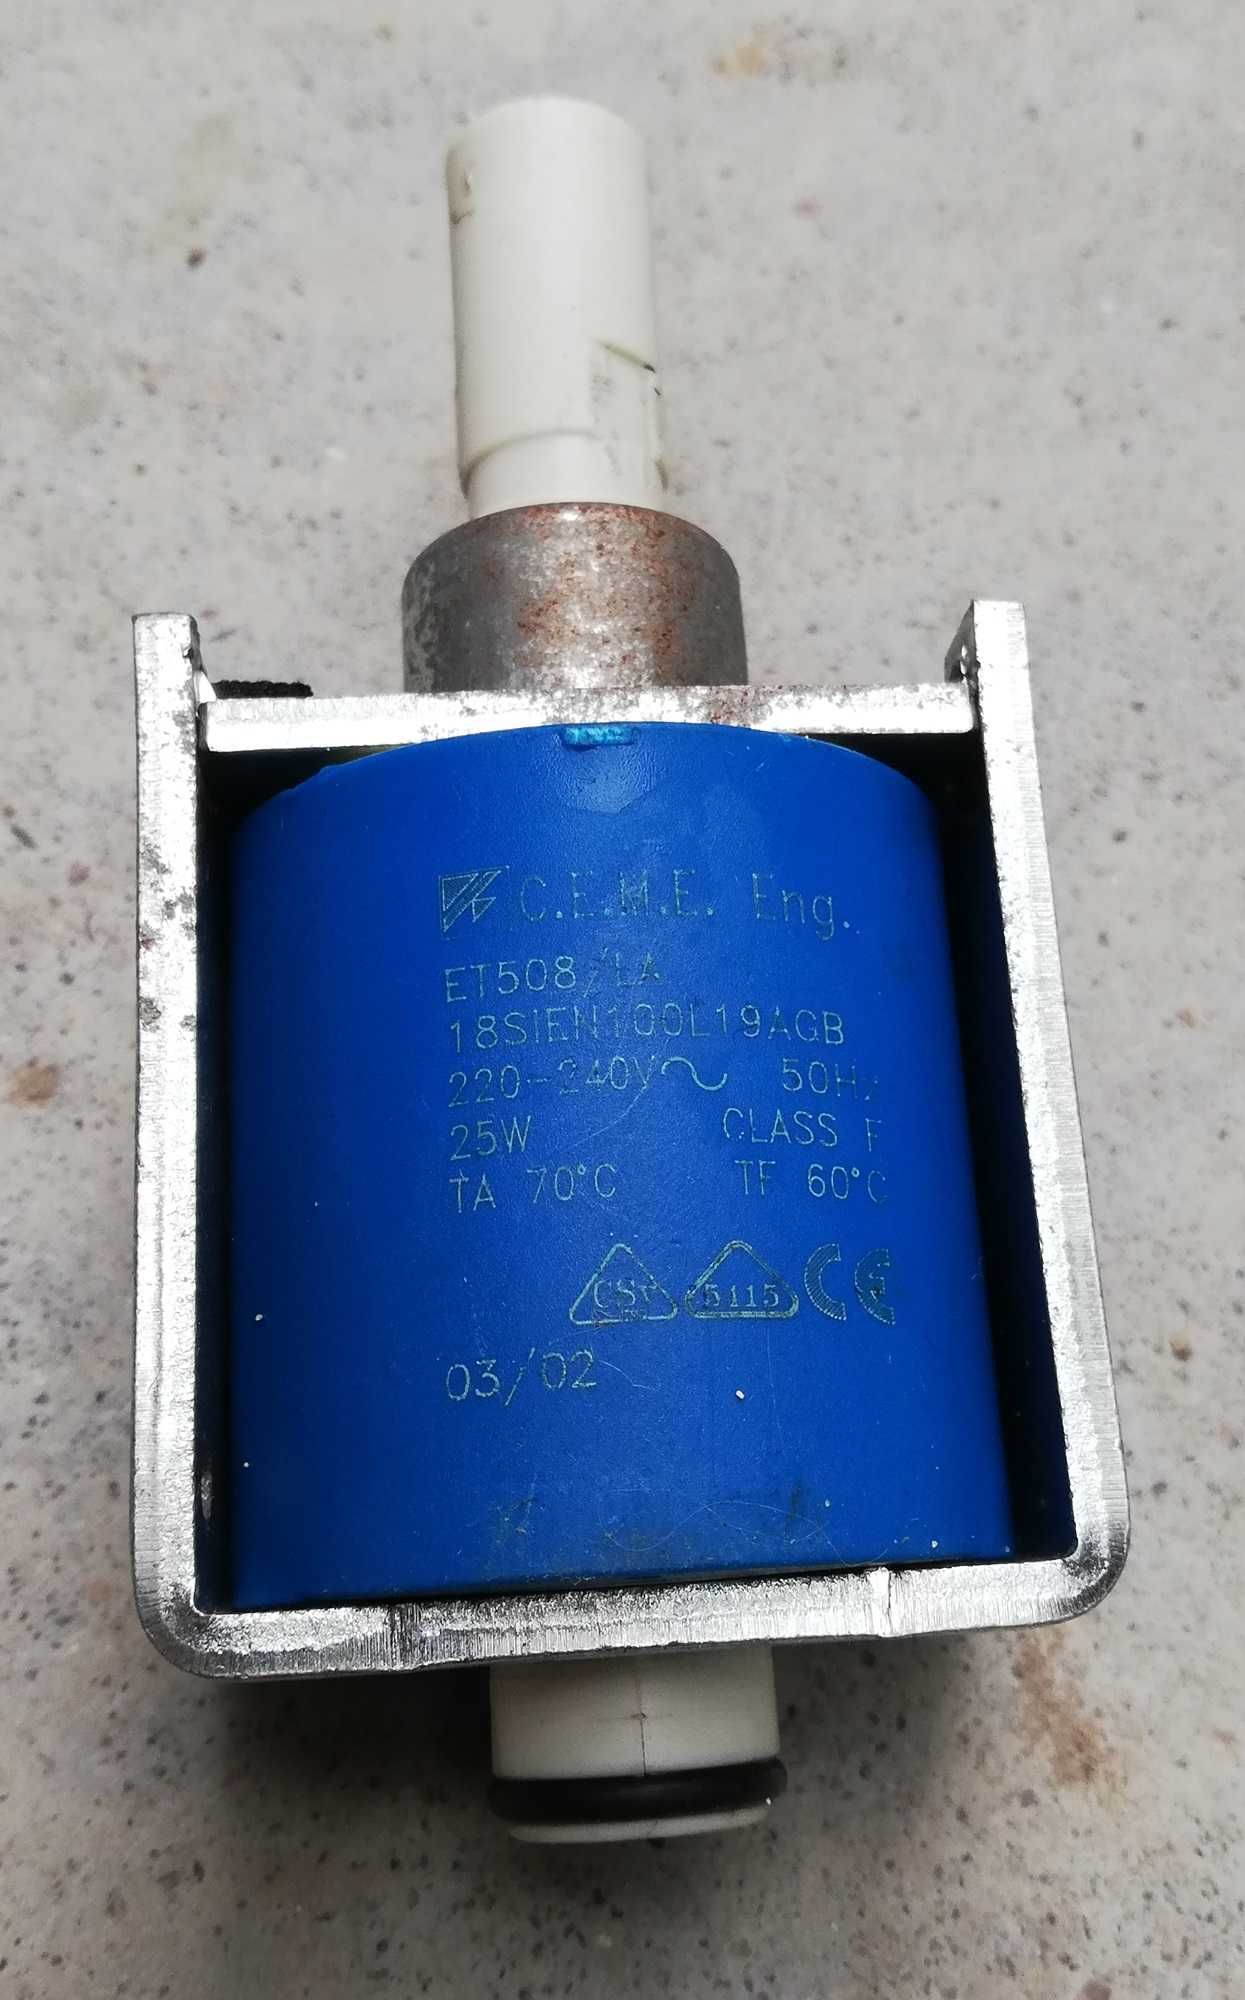 C.E.M.E. Eng.
ET508/LA
18SIEN100L19AGB
220-240V~ 50Hz
25W CLASS F
TA 70°C TF 60°C
5115 CE
03/02